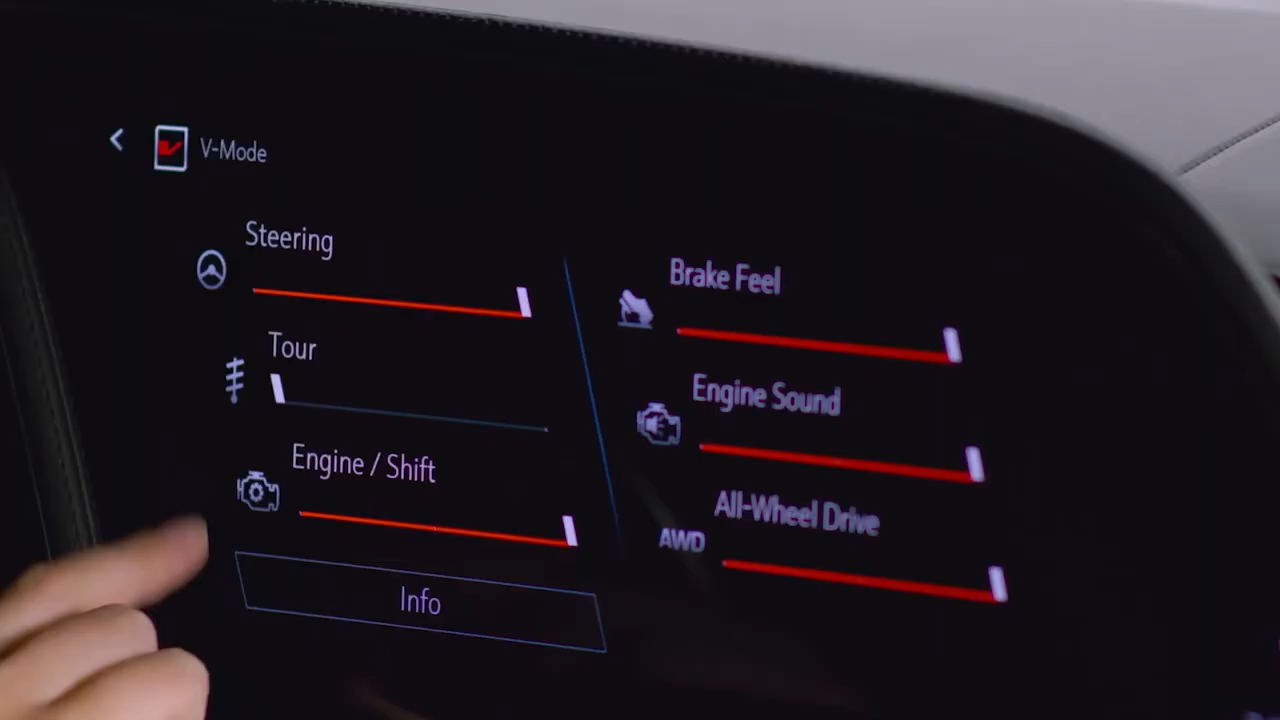 V-Mode
Steering
Tour
Engine / Shift
Info
Brake Feel
Engine Sound
All-Wheel Drive
AWD